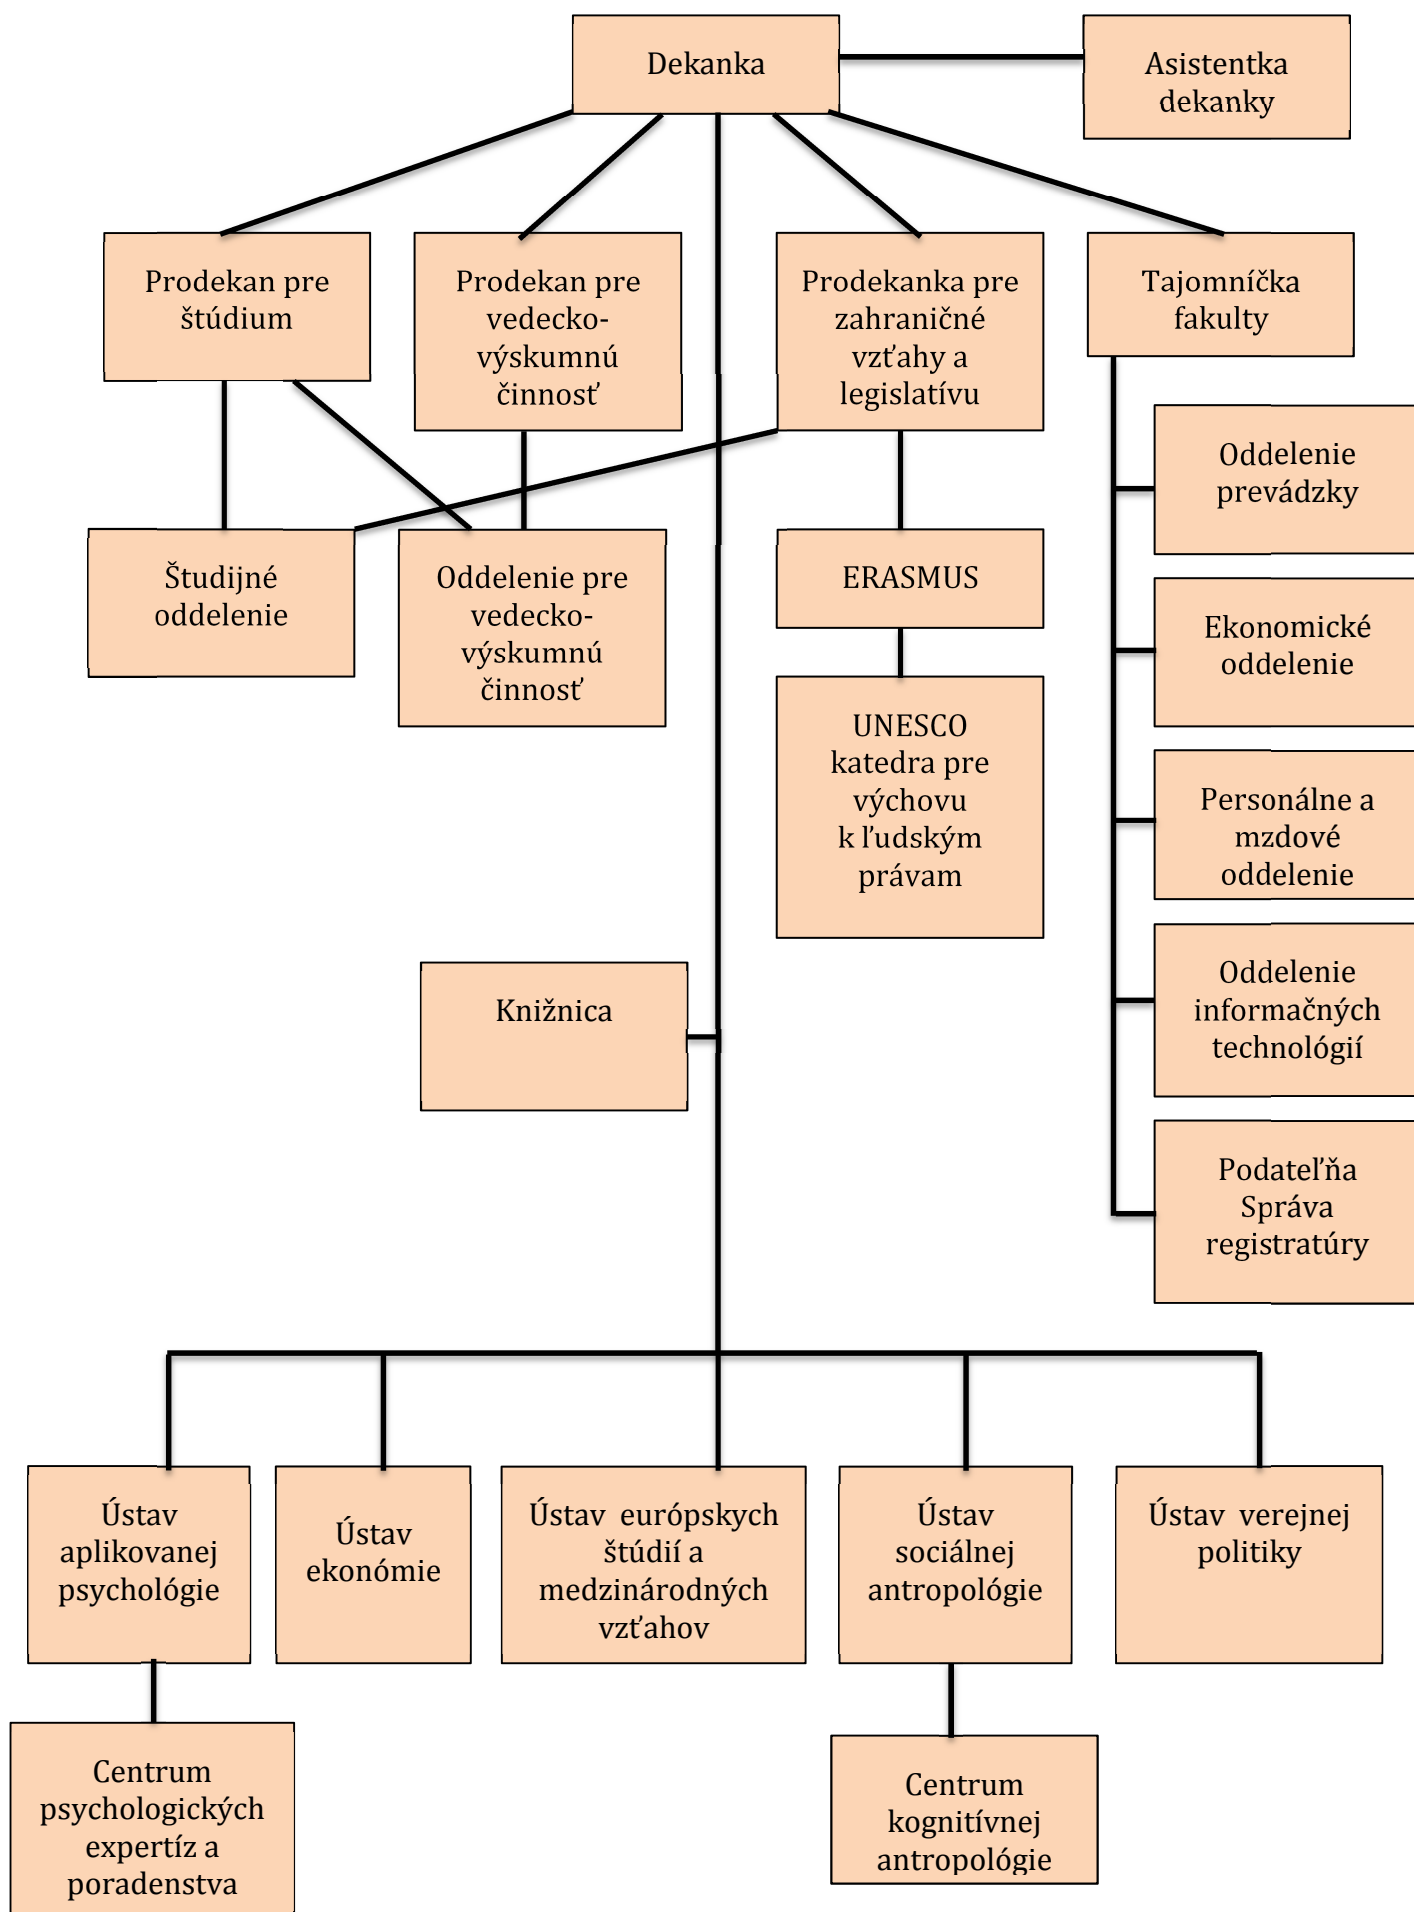 Dekanka
Asistentka
dekanky
Prodekan pre
štúdium
Prodekan pre
vedecko-
výskumnú
činnosť
Prodekanka pre
zahraničné
vzťahy a
legislatívu
Tajomníčka
fakulty
Oddelenie
prevádzky
Študijné
oddelenie
Oddelenie pre
vedecko-
výskumnú
činnosť
ERASMUS
Ekonomické
oddelenie
UNESCO
katedra pre
výchovu
k ľudským
právam
Personálne a
mzdové
oddelenie
Knižnica
Oddelenie
informačných
technológií
Podateľňa
Správa
registratúry
Ústav
aplikovanej
psychológie
Ústav
ekonómie
Ústav  európskych
štúdií a
medzinárodných
vzťahov
Ústav
sociálnej
antropológie
Ústav  verejnej
politiky
Centrum
psychologických
expertíz a
poradenstva
Centrum
kognitívnej
antropológie